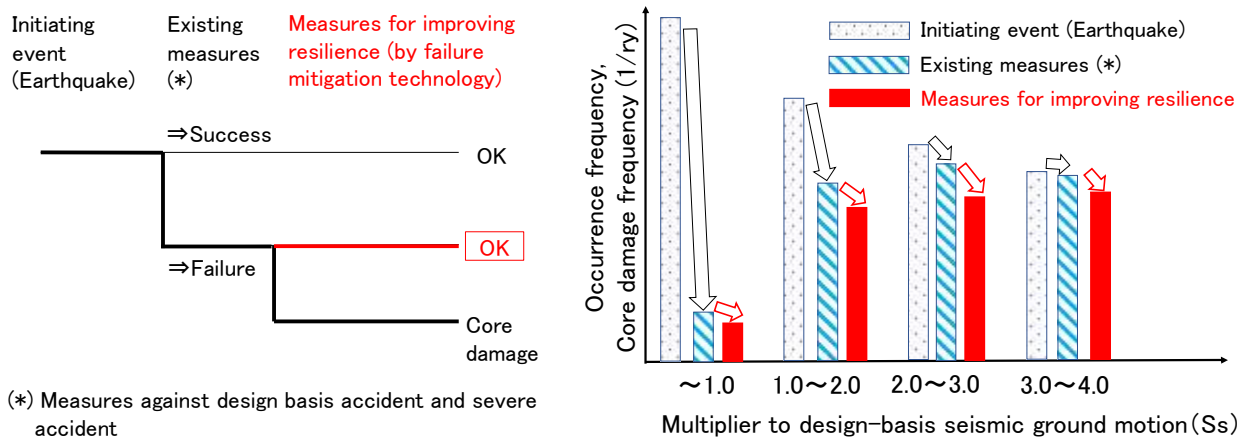 Initiating
event
(Earthquake)
Existing
measures
(*)
Measures for improving
resilience (by failure
mitigation technology)
⇒Success
OK
OK
⇒Failure
Core
damage
(*) Measures against design basis accident and severe
accident
Occurrence frequency,
Core damage frequency (1/ry)
Initiating event (Earthquake)
Existing measures (*)
Measures for improving resilience
～1.0
1.0～2.0
2.0～3.0
3.0～4.0
Multiplier to design-basis seismic ground motion(Ss)